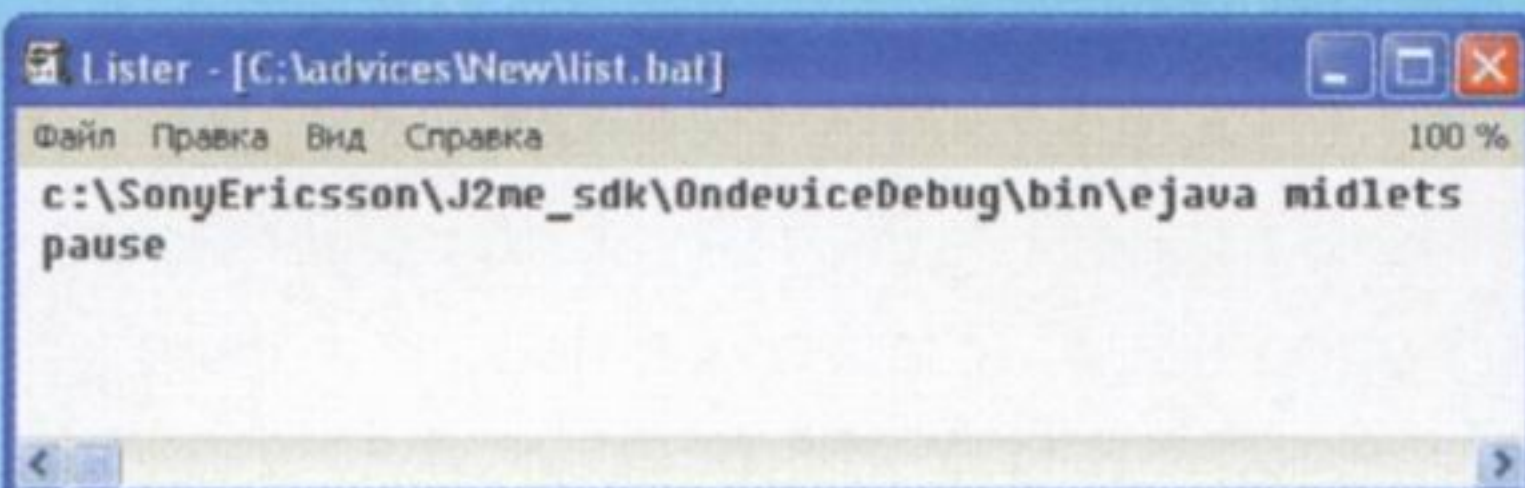 Lister - [C:\advices\New\list.bat]
Файл Правка Вид Справка 100 %
c:\SonyEricsson\J2me_sdk\OndeviceDebug\bin\ejava midlets
pause